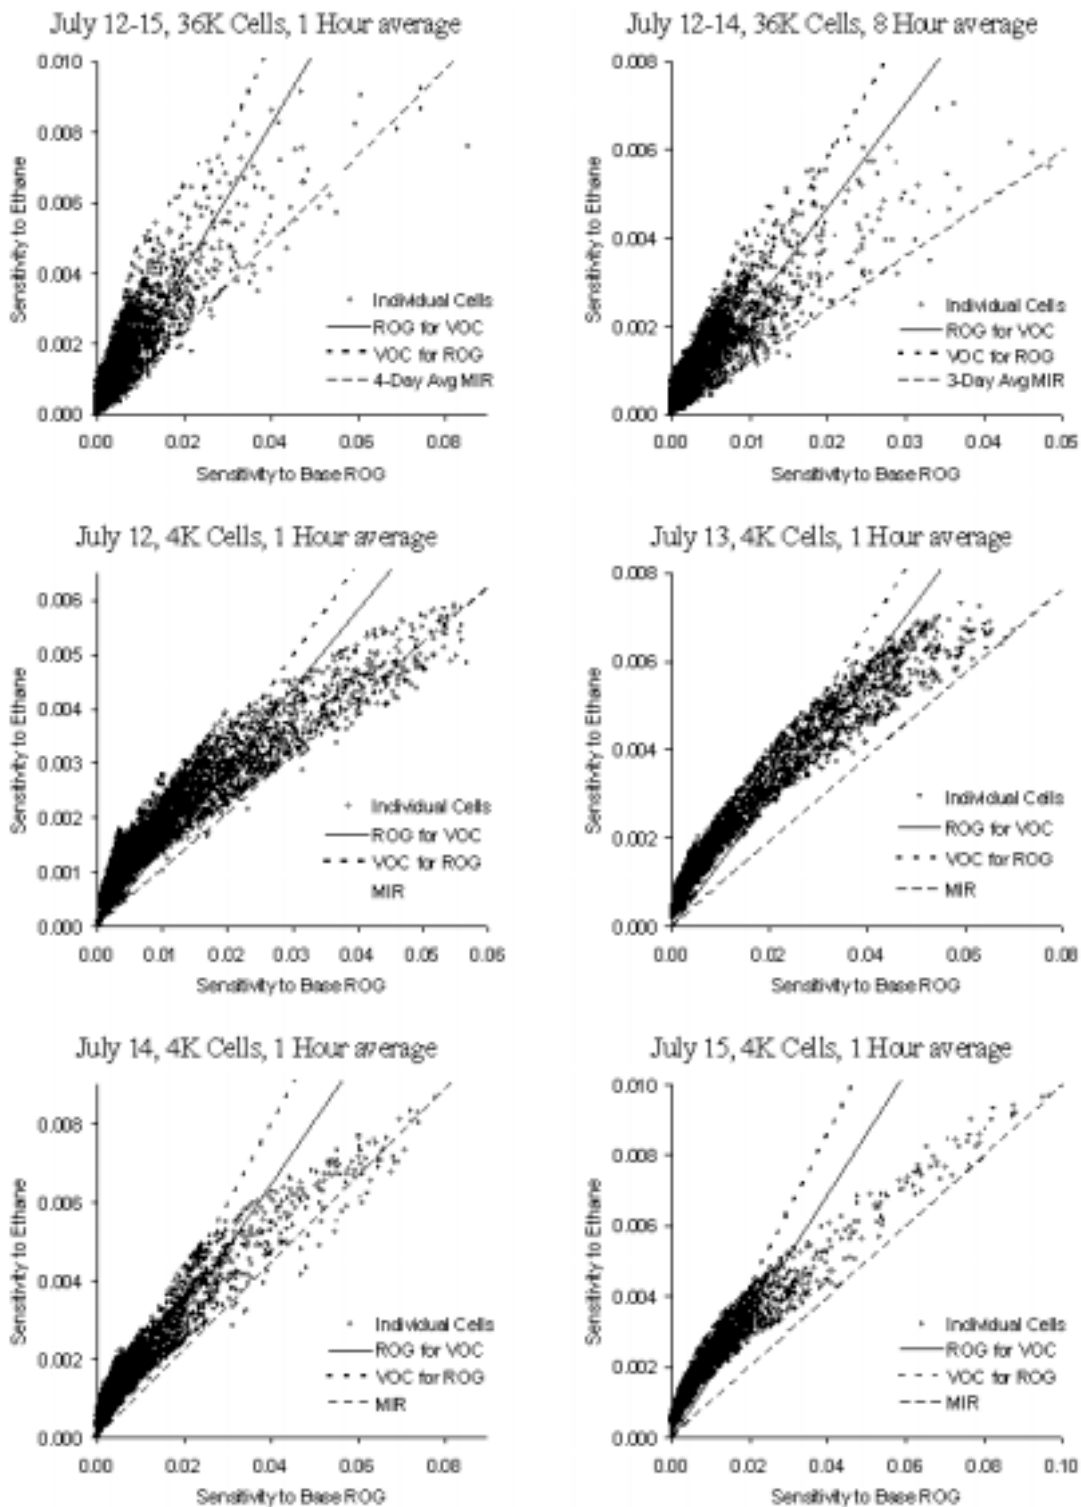 July 12-15, 36K Cells, 1 Hour average
0.010
0.008
0.006
0.004
0.002
0.000
Sensitivity to Ethane
Individual Cells
ROG for VOC
VOC for ROG
4-Day Avg MIR
0.00 0.02 0.04 0.06 0.08
Sensitivity to Base ROG
July 12-14, 36K Cells, 8 Hour average
0.008
0.006
0.004
0.002
0.000
Sensitivity to Ethane
Individual Cells
ROG for VOC
VOC for ROG
3-Day Avg MIR
0.00 0.01 0.02 0.03 0.04 0.05
Sensitivity to Base ROG
July 12, 4K Cells, 1 Hour average
0.006
0.005
0.004
0.003
0.002
0.001
0.000
Sensitivity to Ethane
Individual Cells
ROG for VOC
VOC for ROG
MIR
0.00 0.01 0.02 0.03 0.04 0.05 0.06
Sensitivity to Base ROG
July 13, 4K Cells, 1 Hour average
0.008
0.006
0.004
0.002
0.000
Sensitivity to Ethane
Individual Cells
ROG for VOC
VOC for ROG
MIR
0.00 0.02 0.04 0.06 0.08
Sensitivity to Base ROG
July 14, 4K Cells, 1 Hour average
0.008
0.006
0.004
0.002
0.000
Sensitivity to Ethane
Individual Cells
ROG for VOC
VOC for ROG
MIR
0.00 0.02 0.04 0.06 0.08
Sensitivity to Base ROG
July 15, 4K Cells, 1 Hour average
0.010
0.008
0.006
0.004
0.002
0.000
Sensitivity to Ethane
Individual Cells
ROG for VOC
VOC for ROG
MIR
0.00 0.02 0.04 0.06 0.08 0.10
Sensitivity to Base ROG